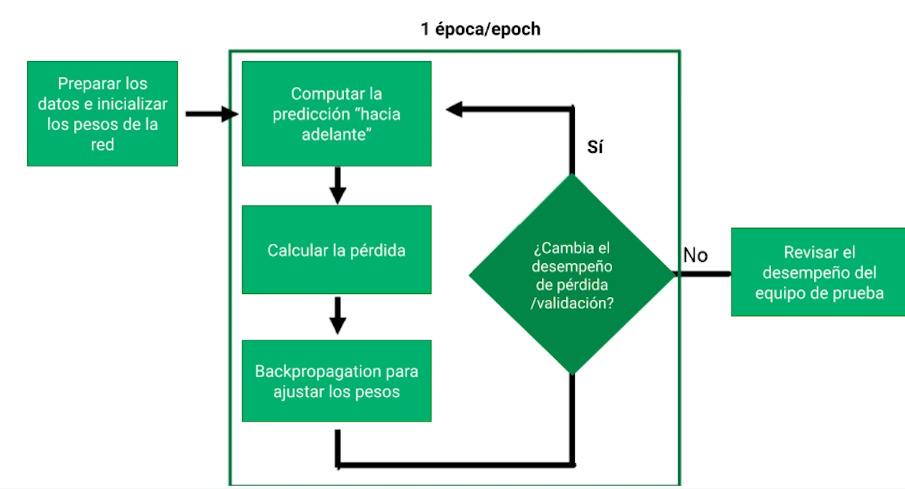 1 época/epoch
Preparar los
datos e inicializar
los pesos de la
red
Computar la
predicción “hacia
adelante”
Calcular la pérdida
Backpropagation para
ajustar los pesos
Sí
¿Cambia el
desempeño
de pérdida
/validación?
No
Revisar el
desempeño del
equipo de prueba